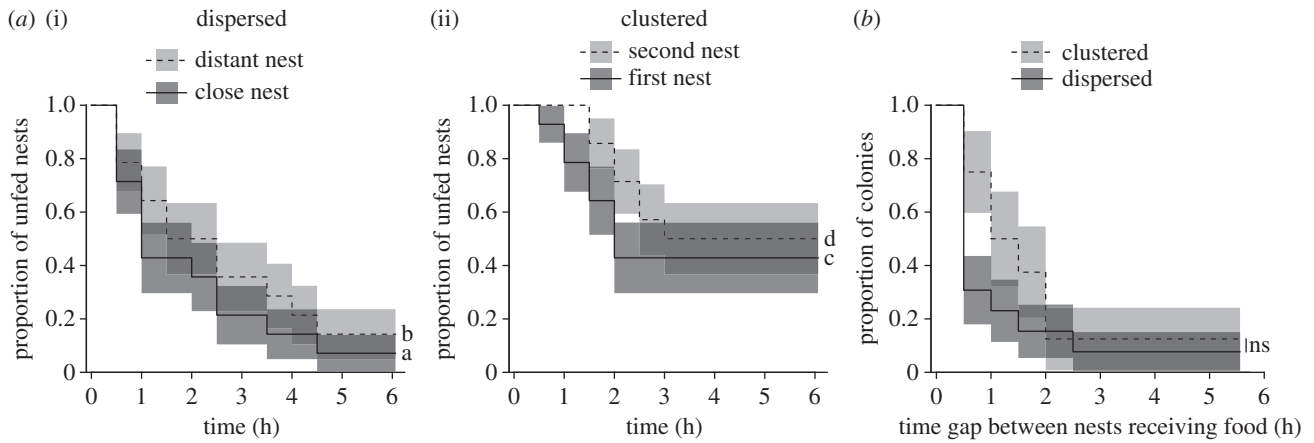 (a) (i) dispersed
distant nest
close nest
proportion of unfed nests
1.0
0.8
0.6
0.4
0.2
0
b
a
0 1 2 3 4 5 6
time (h)
(ii) clustered
second nest
first nest
proportion of unfed nests
1.0
0.8
0.6
0.4
0.2
0
d
c
0 1 2 3 4 5 6
time (h)
(b)
clustered
dispersed
proportion of colonies
1.0
0.8
0.6
0.4
0.2
0
ns
0 1 2 3 4 5 6
time gap between nests receiving food (h)